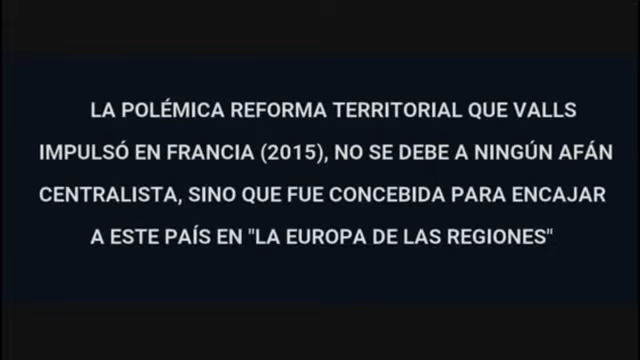 LA POLÉMICA REFORMA TERRITORIAL QUE VALLS
IMPULSÓ EN FRANCIA (2015), NO SE DEBE A NINGÚN AFÁN
CENTRALISTA, SINO QUE FUE CONCEBIDA PARA ENCAJAR
A ESTE PAÍS EN "LA EUROPA DE LAS REGIONES"